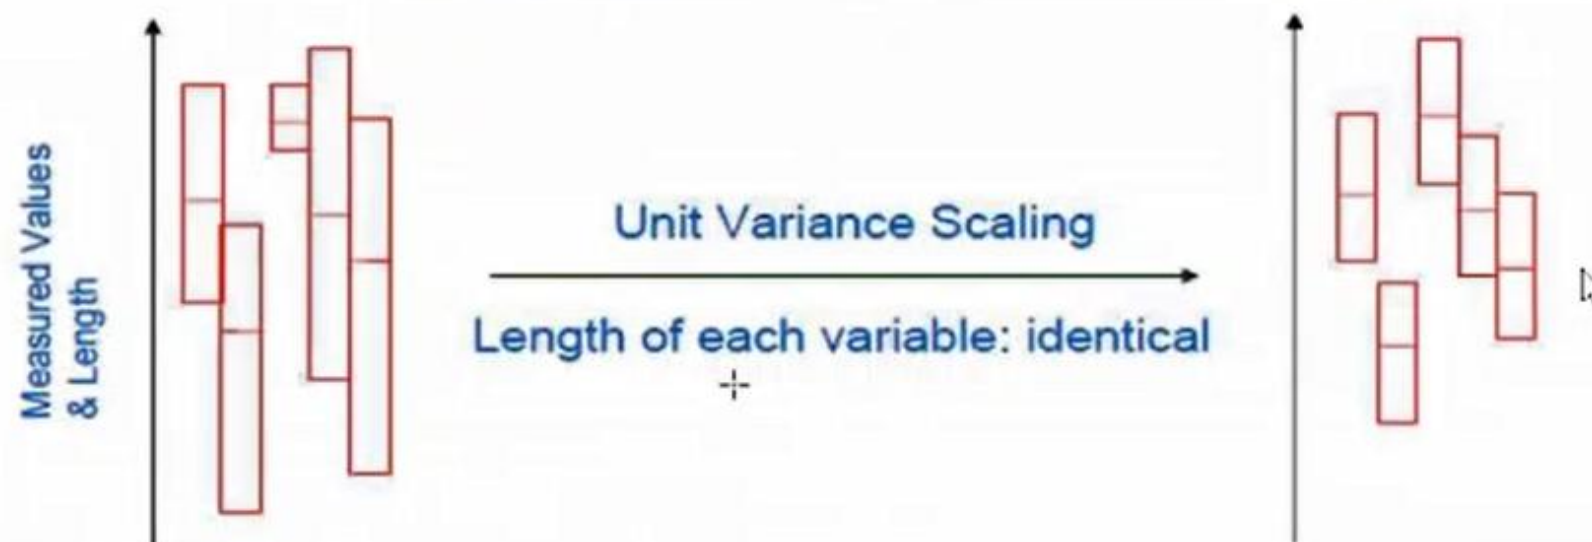 Measured Values
& Length
Unit Variance Scaling
Length of each variable: identical